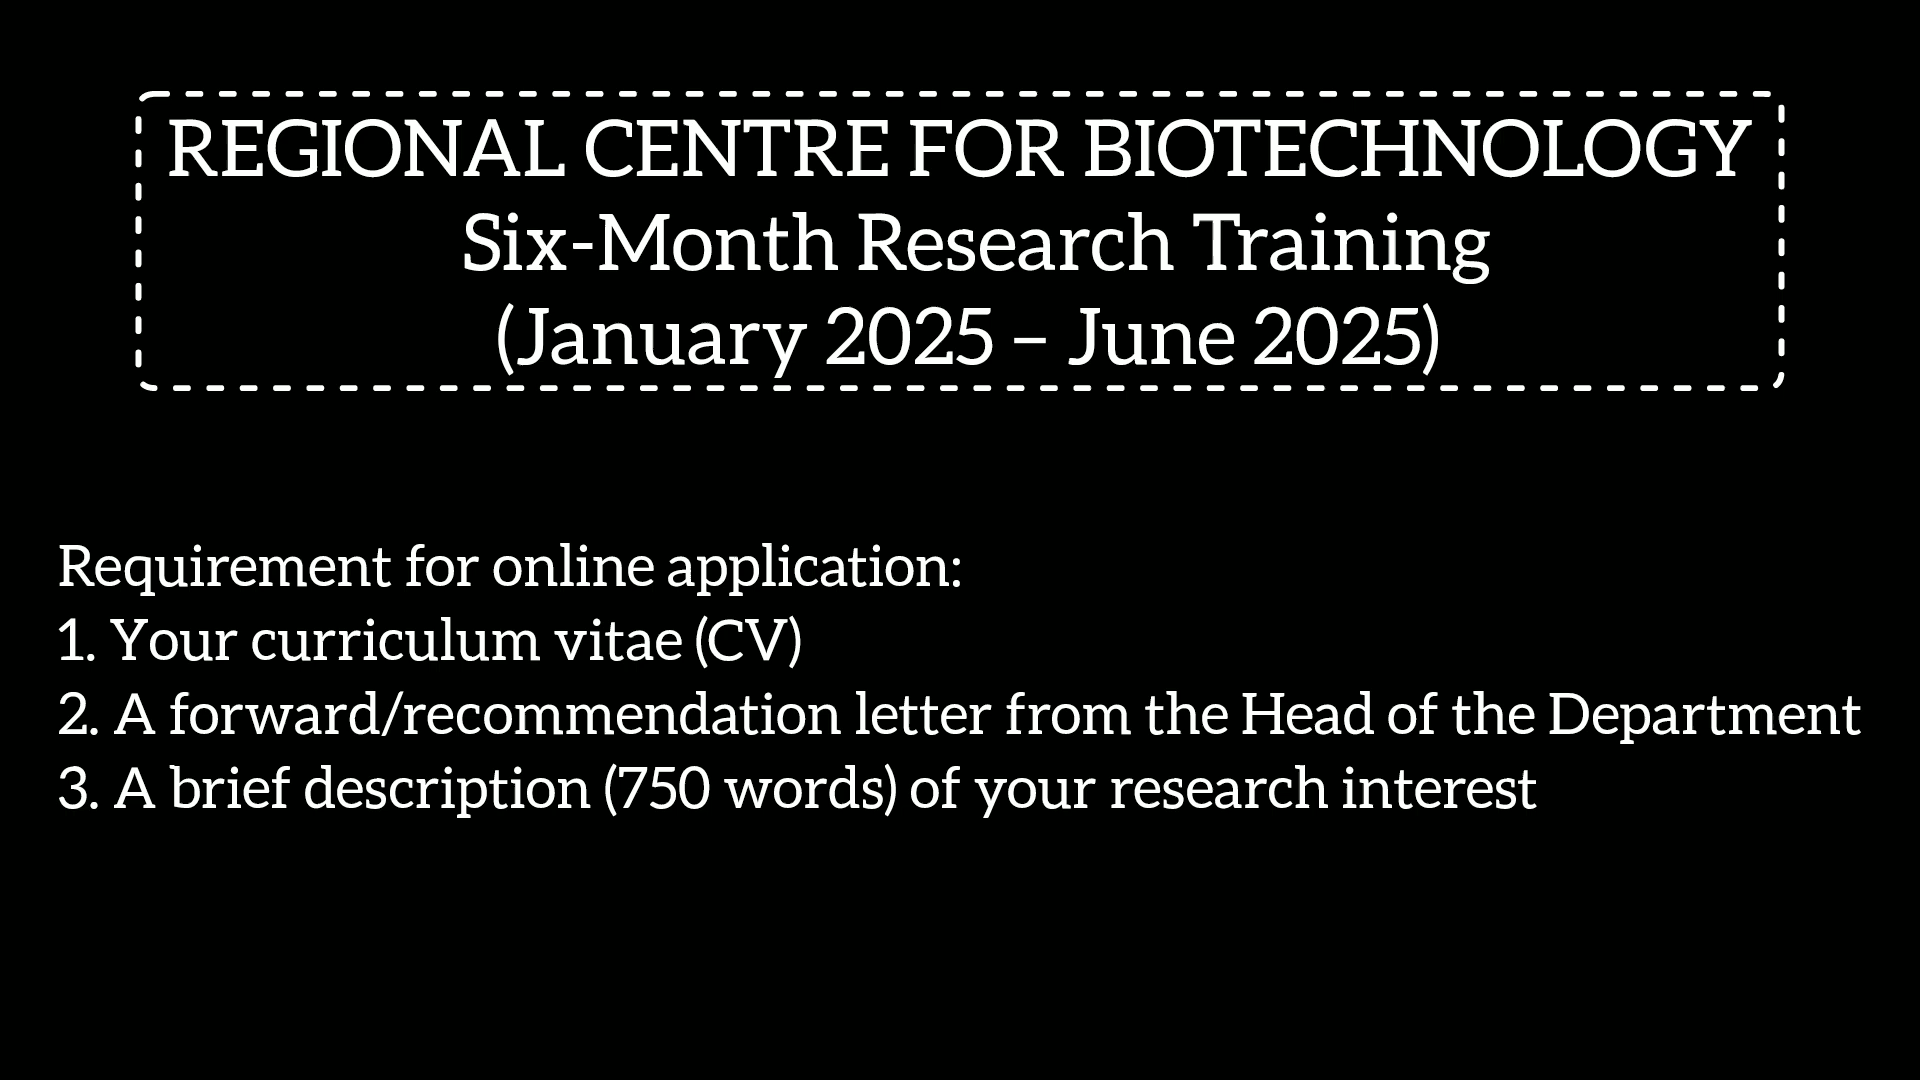 REGIONAL CENTRE FOR BIOTECHNOLOGY
Six-Month Research Training
(January 2025 – June 2025)
Requirement for online application:
1. Your curriculum vitae (CV)
2. A forward/recommendation letter from the Head of the Department
3. A brief description (750 words) of your research interest